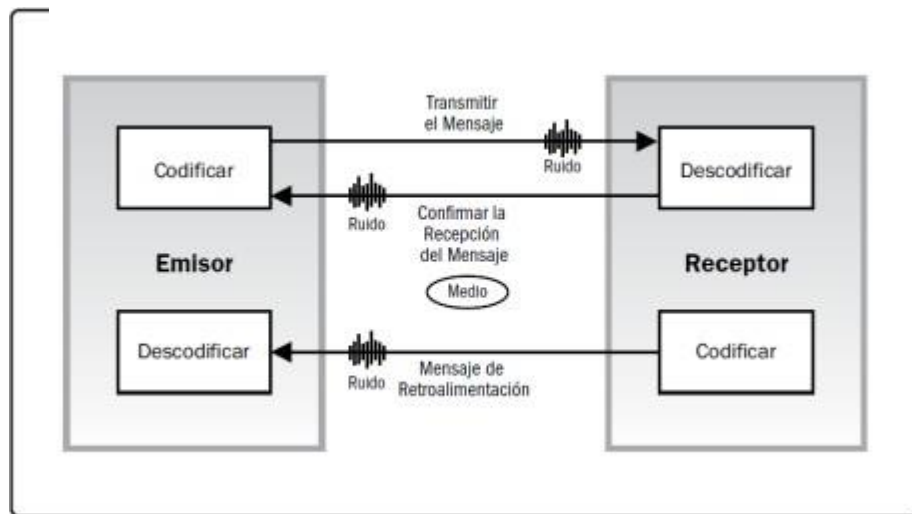 Transmitir
el Mensaje
Codificar
Ruido
Descodificar
Ruido
Confirmar la
Recepción
del Mensaje
Emisor
Receptor
Medio
Descodificar
Ruido
Mensaje de
Retroalimentación
Codificar